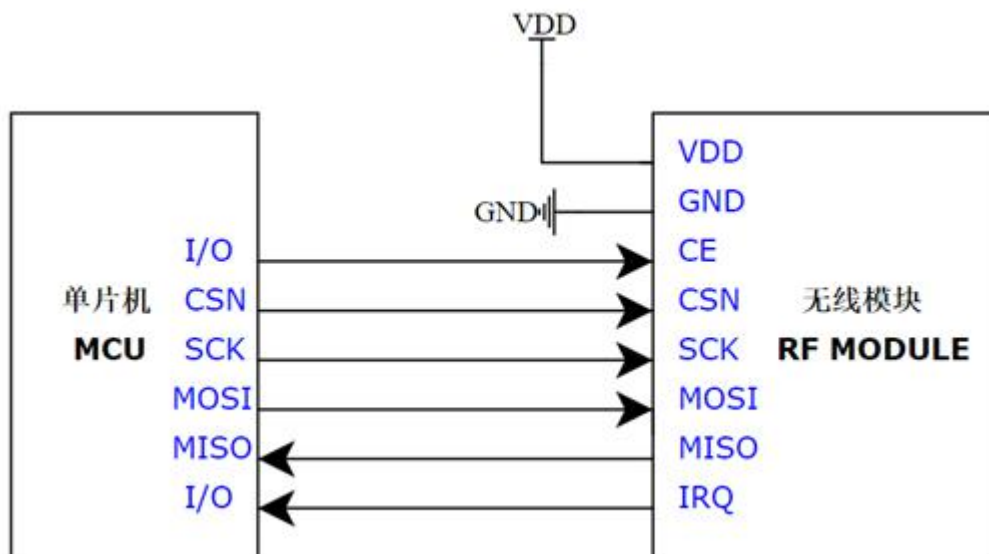 VDD
VDD
GND
GND
I/O
CE
单片机
CSN
CSN
无线模块
MCU
SCK
SCK
RF MODULE
MOSI
MOSI
MISO
MISO
I/O
IRQ